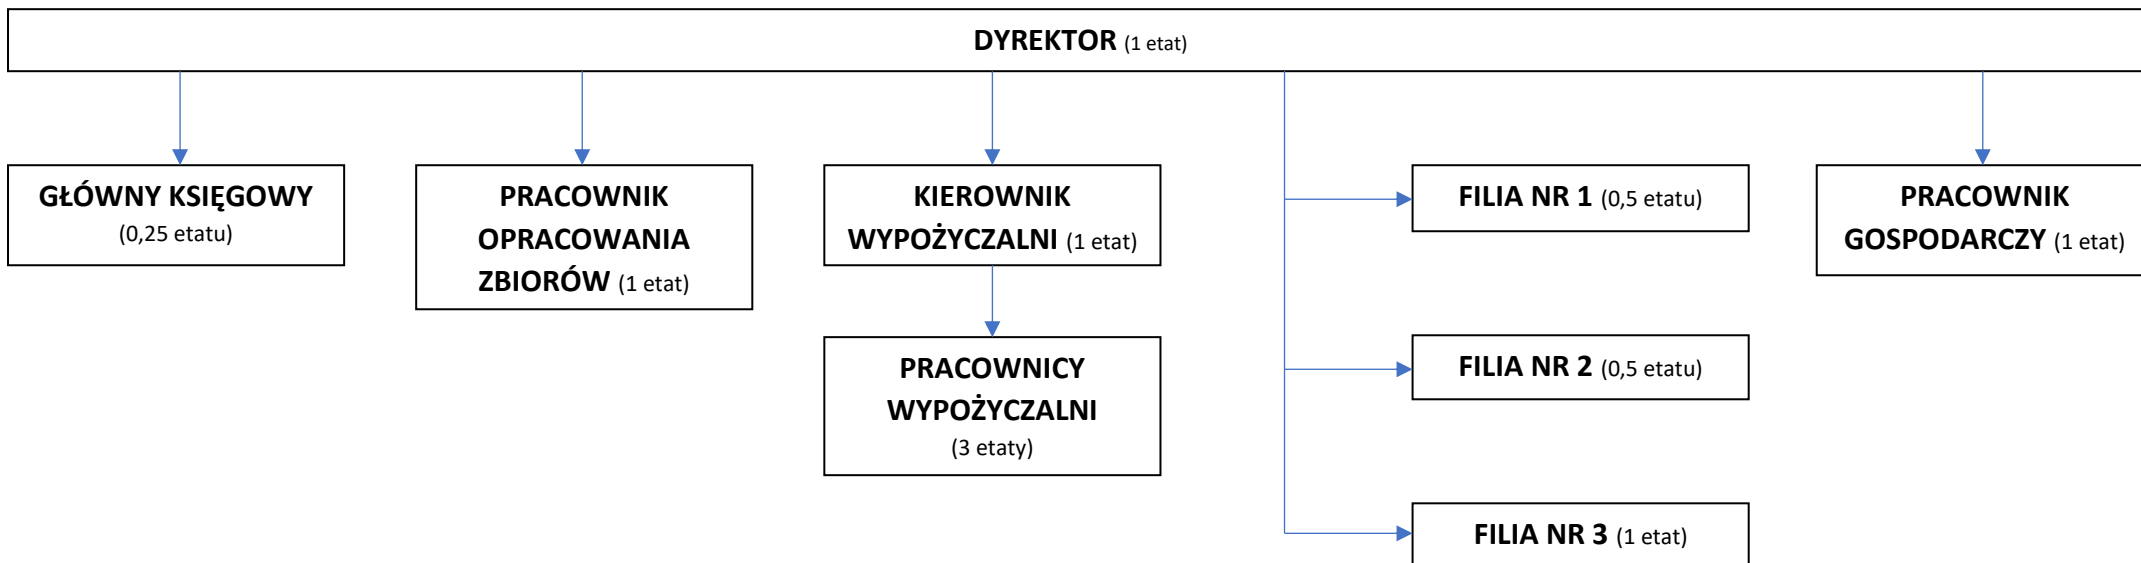 DYREKTOR (1 etat)
GŁÓWNY KSIĘGOWY
(0,25 etatu)
PRACOWNIK
OPRACOWANIA
ZBIORÓW (1 etat)
KIEROWNIK
WYPOŻYCZALNI (1 etat)
PRACOWNICY
WYPOŻYCZALNI
(3 etaty)
FILIA NR 1 (0,5 etatu)
FILIA NR 2 (0,5 etatu)
FILIA NR 3 (1 etat)
PRACOWNIK
GOSPODARCZY (1 etat)